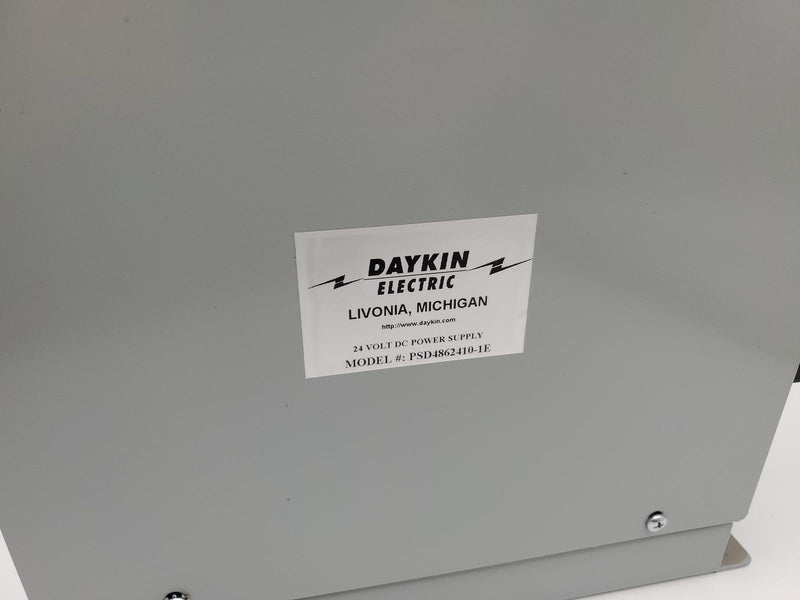 DAYKIN
ELECTRIC
LIVONIA, MICHIGAN
http://www.daykin.com
24 VOLT DC POWER SUPPLY
MODEL #: PSD4862410-1E